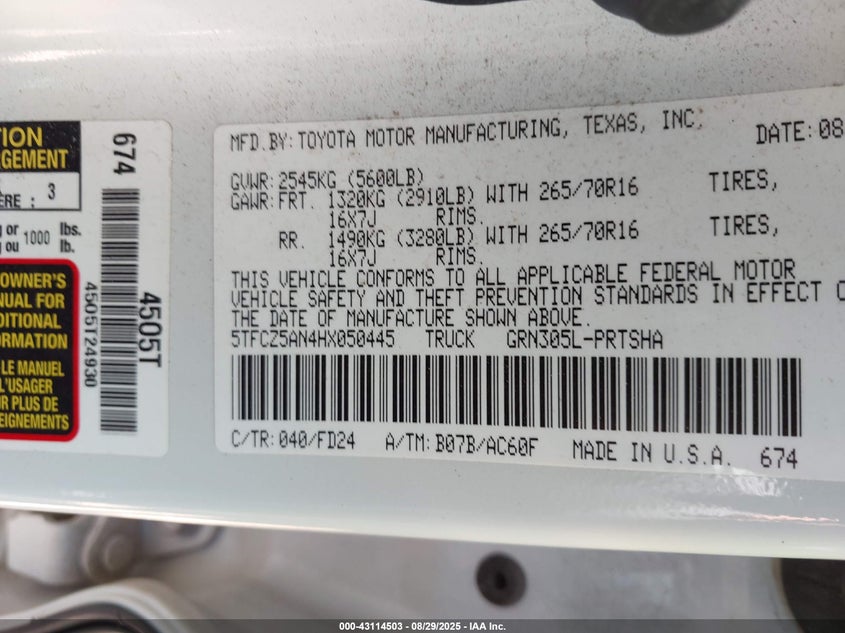 TION
AGEMENT
3
ÈRE :
or 1000 lbs.
ou lb.
OWNER'S
NUAL FOR
DITIONAL
ORMATION
LE MANUEL
L'USAGER
UR PLUS DE
EIGNEMENTS
674
4505T
4505T24930
MFD.BY:TOYOTA MOTOR MANUFACTURING, TEXAS, INC. DATE:08
GVWR:2545KG (5600LB)
GAWR:FRT. 1320KG (2910LB) WITH 265/70R16 TIRES,
16X7J RIMS.
RR. 1490KG (3280LB) WITH 265/70R16 TIRES,
16X7J RIMS.
THIS VEHICLE CONFORMS TO ALL APPLICABLE FEDERAL MOTOR
VEHICLE SAFETY AND THEFT PREVENTION STANDARDS IN EFFECT O
THE DATE OF MANUFACTURE SHOWN ABOVE.
5TFCZ5AN4HX050445 TRUCK GRN305L-PRTSHA
C/TR:040/FD24 A/TM:B07B/AC60F MADE IN U.S.A. 674
000-43114503 - 08/29/2025 - IAA Inc.